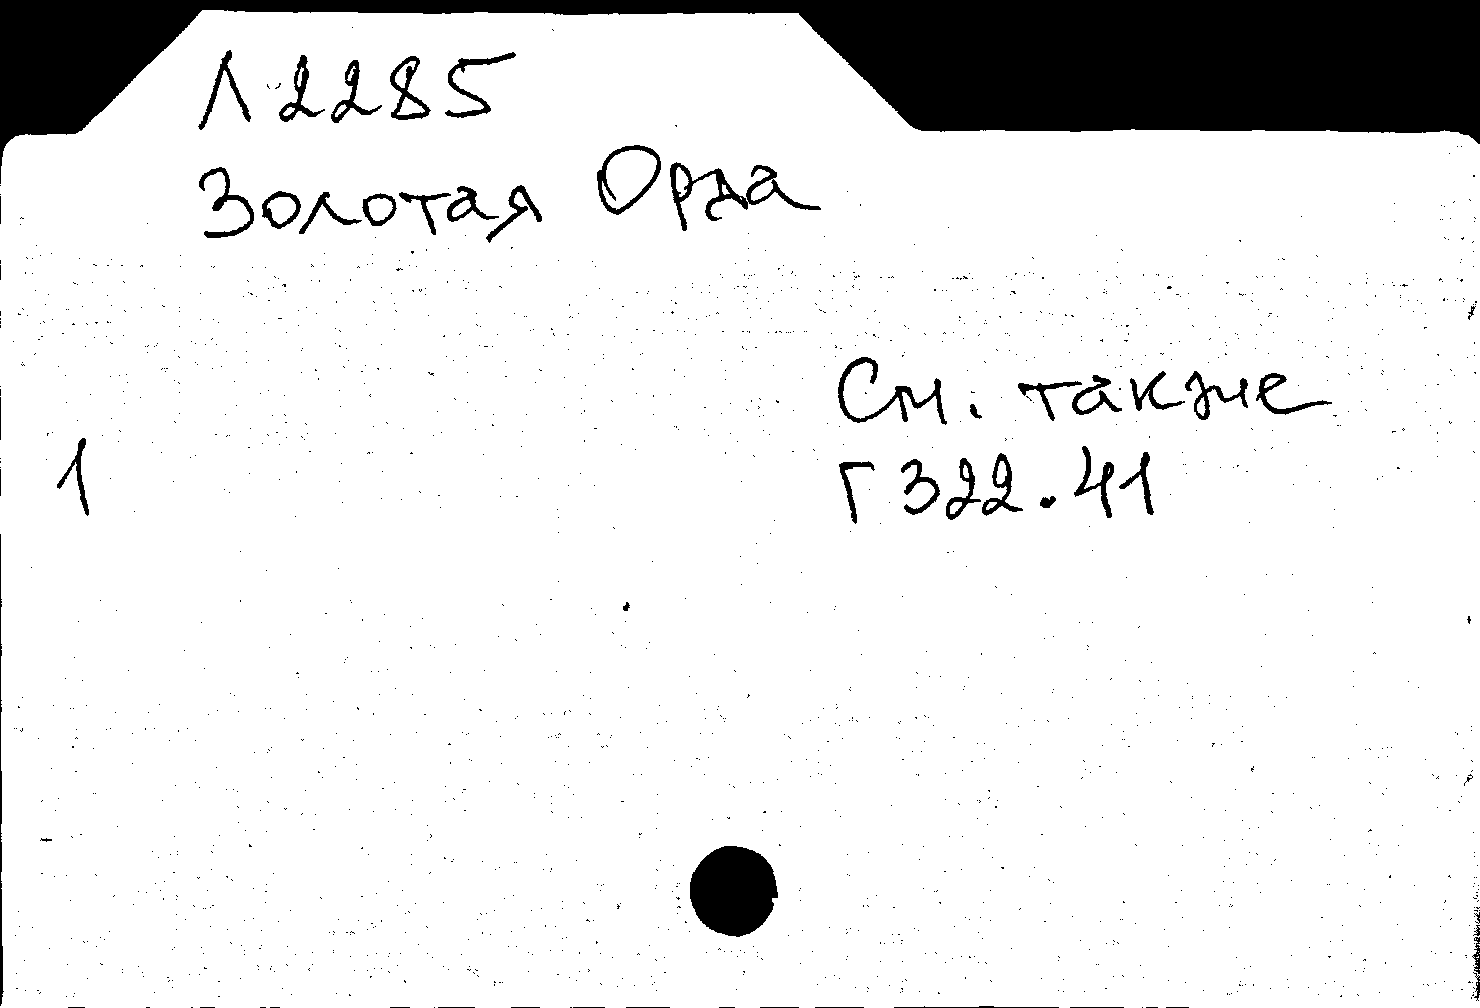 Л 2285
Золотая Орда
См. также
1
Г 322.41